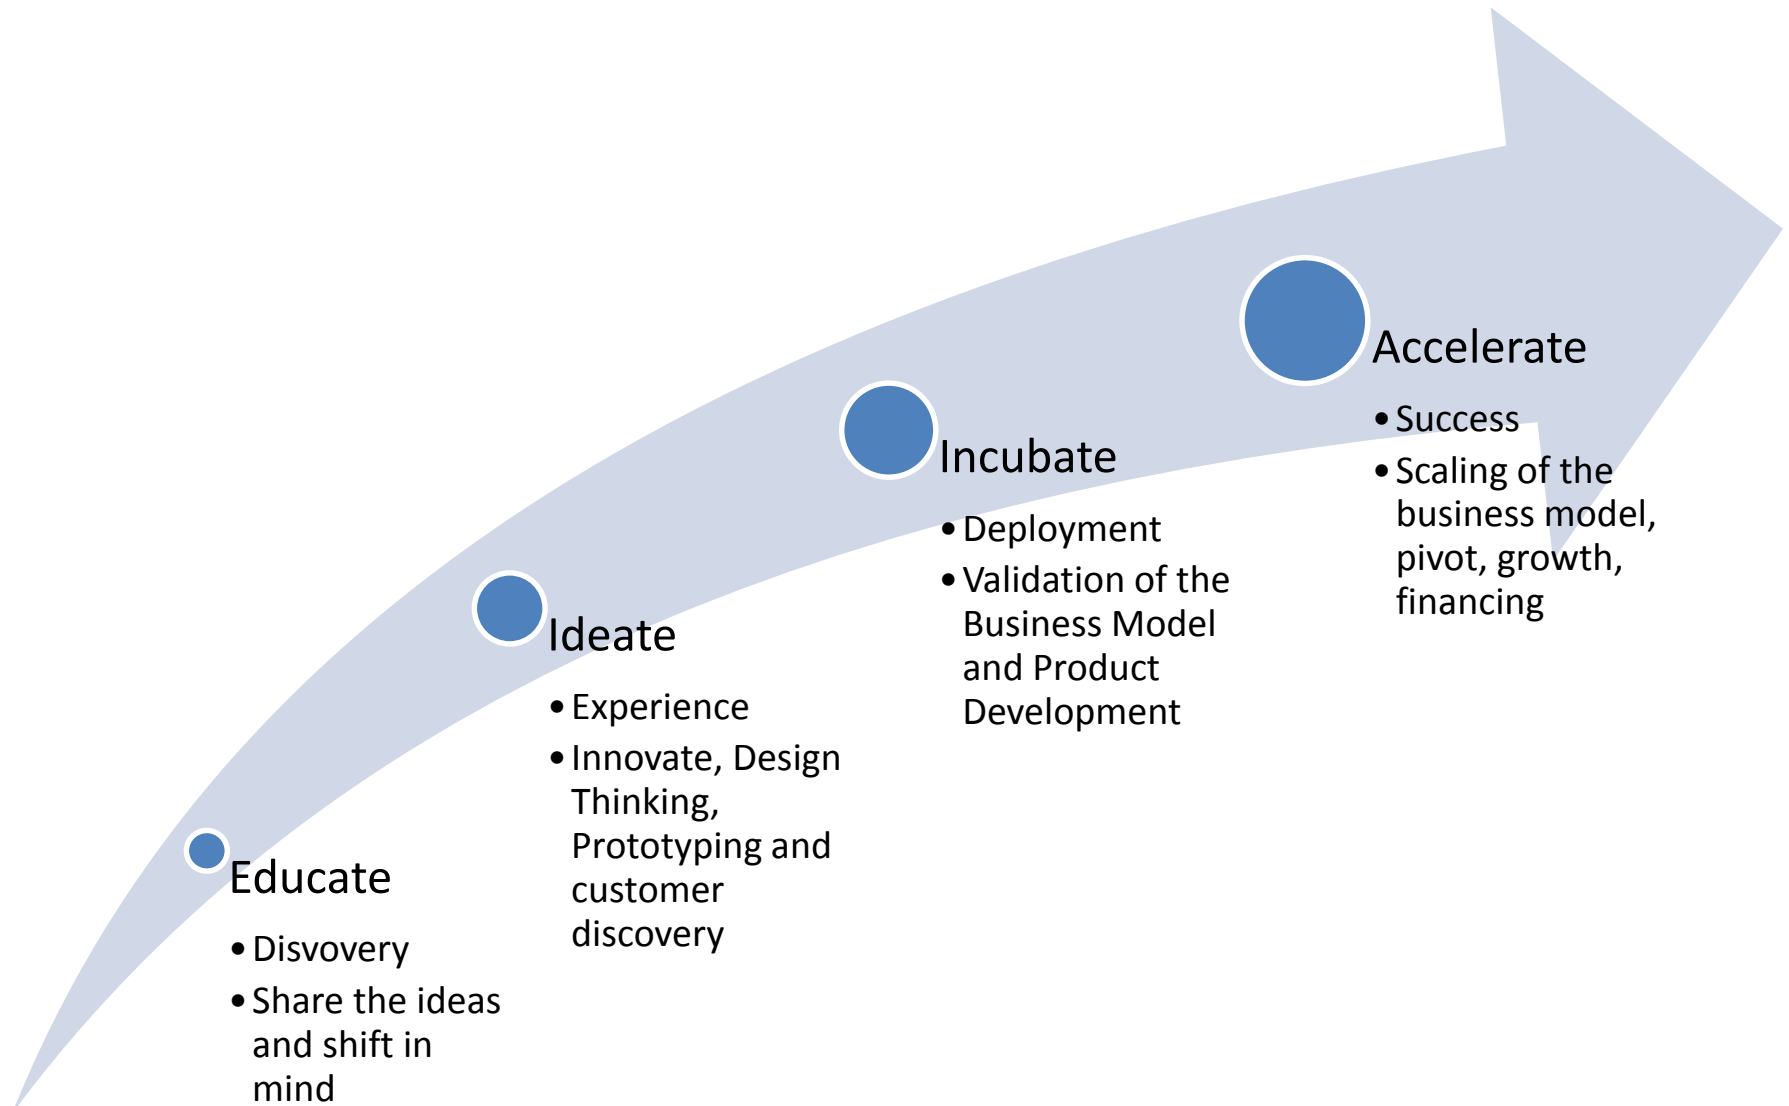 Educate
•Disvovery
•Share the ideas
and shift in
mind
Ideate
•Experience
•Innovate, Design
Thinking,
Prototyping and
customer
discovery
Incubate
•Deployment
•Validation of the
Business Model
and Product
Development
Accelerate
•Success
•Scaling of the
business model,
pivot, growth,
financing